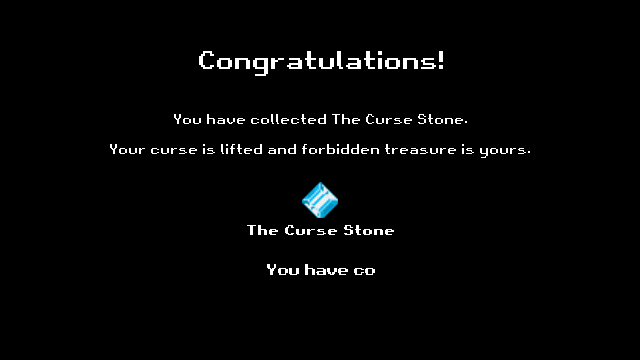 Congratulations!
You have collected The Curse Stone.
Your curse is lifted and forbidden treasure is yours.
The Curse Stone
You have co